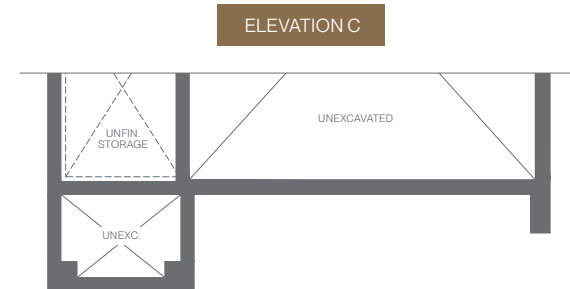 ELEVATION C
UNFIN.
STORAGE
UNEXCAVATED
UNEXC.